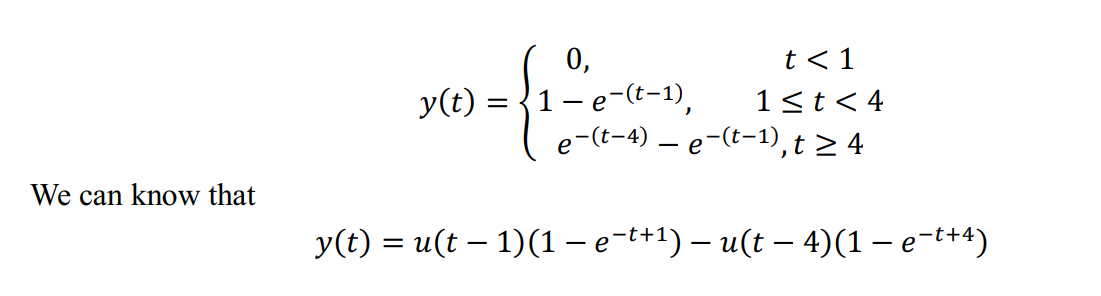 y(t) = { 0, t < 1
1 − e^{−(t−1)}, 1 ≤ t < 4
e^{−(t−4)} − e^{−(t−1)}, t ≥ 4
We can know that
y(t) = u(t − 1)(1 − e^{−t+1}) − u(t − 4)(1 − e^{−t+4})